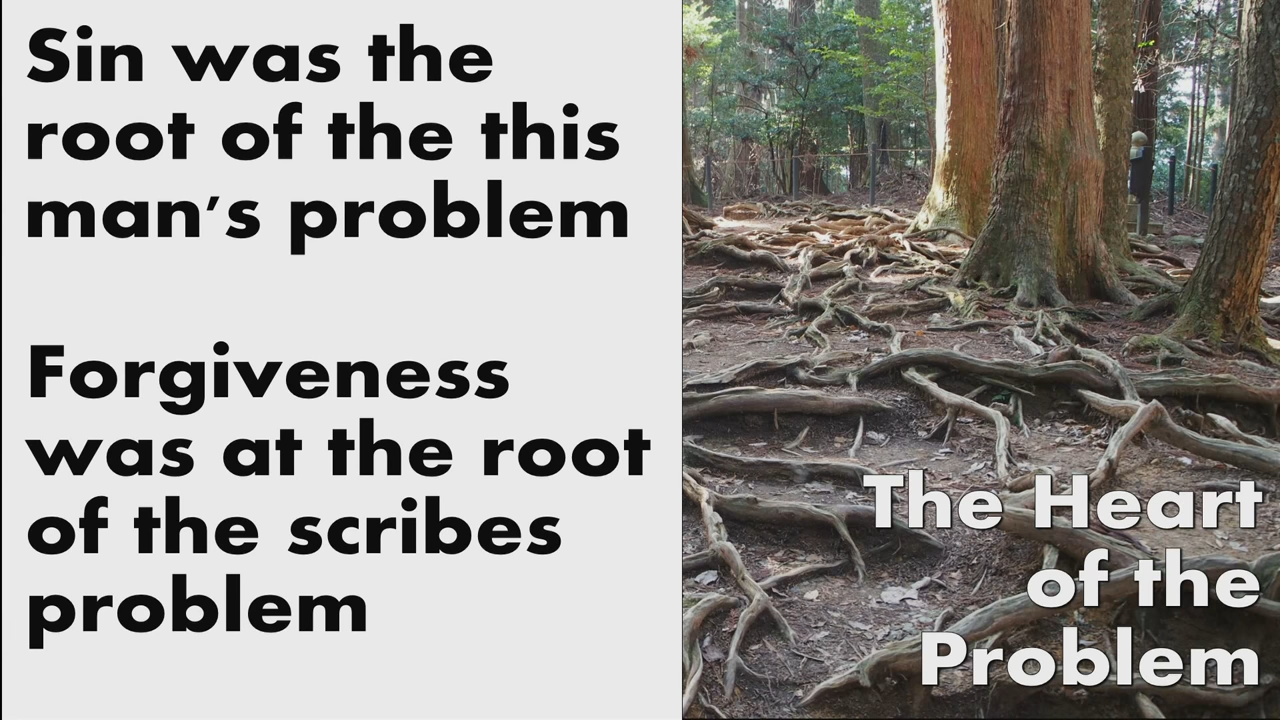 Sin was the
root of the this
man's problem
Forgiveness
was at the root
of the scribes
problem
The Heart
of the
Problem